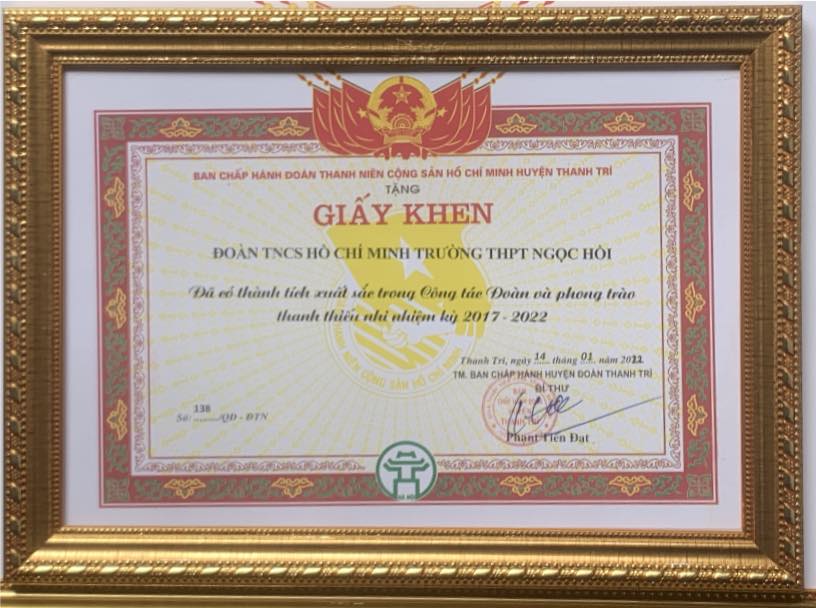 BAN CHẤP HÀNH ĐOÀN THANH NIÊN CỘNG SẢN HỒ CHÍ MINH HUYỆN THANH TRÌ
TẶNG
GIẤY KHEN
ĐOÀN TNCS HỒ CHÍ MINH TRƯỜNG THPT NGỌC HỒI
Đã có thành tích xuất sắc trong Công tác Đoàn và phong trào
thanh thiếu nhi nhiệm kỳ 2017 - 2022
Thanh Trì, ngày 14 tháng 01 năm
TM. BAN CHẤP HÀNH HUYỆN ĐOÀN THANH TRÌ
BÍ THƯ
Số: 138 /QĐ - ĐTN
Phạm Tiến Đạt
HÀ NỘI